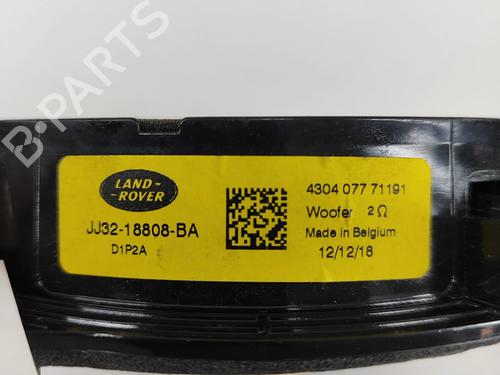 B-PARTS
LAND-
-ROVER
JJ32-18808-BA
D1P2A
4304 077 71191
Woofer 2Ω
Made in Belgium
12/12/18